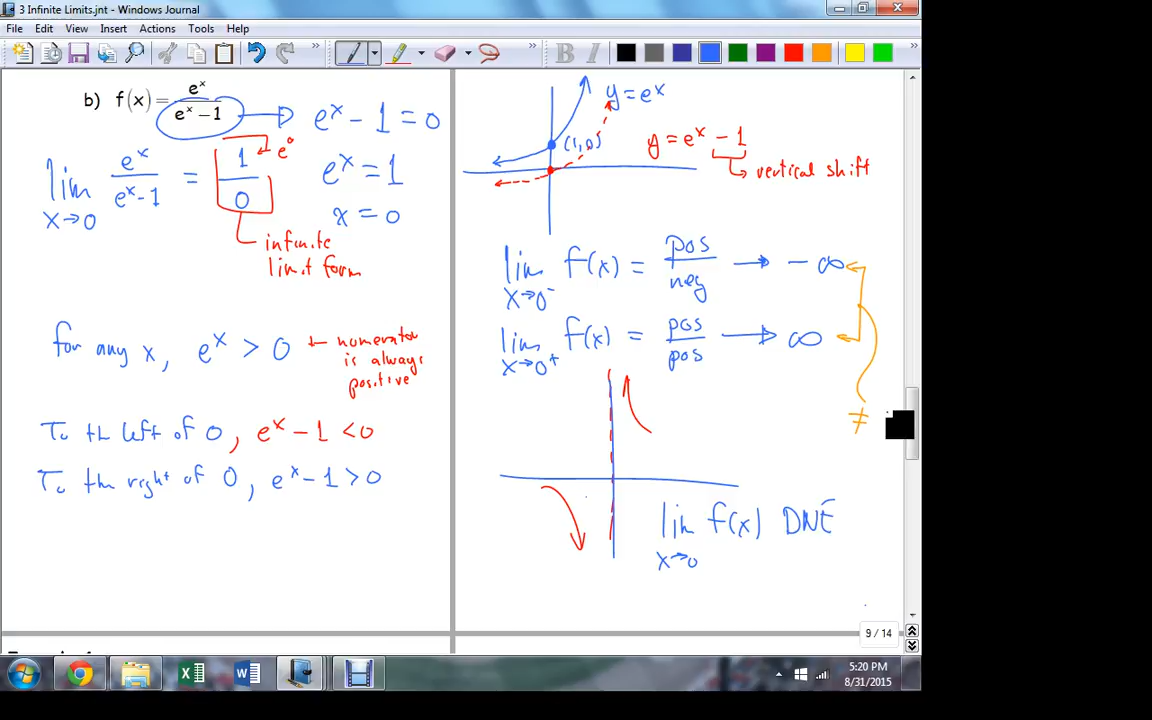 3 Infinite Limits.jnt - Windows Journal
File Edit View Insert Actions Tools Help
b) f(x) = e^x / (e^x − 1)
e^x − 1 = 0
lim x→0 e^x / (e^x − 1) = 1 / 0
e^0
e^x = 1
x = 0
infinite
limit form
for any x, e^x > 0
← numerator
is always
positive
To the left of 0, e^x − 1 < 0
To the right of 0, e^x − 1 > 0
y = e^x
(1,0)
y = e^x − 1
vertical shift
lim x→0⁻ f(x) = pos / neg → − ∞
lim x→0⁺ f(x) = pos / pos → ∞
≠
lim x→0 f(x) DNE
9 / 14
5:20 PM
8/31/2015